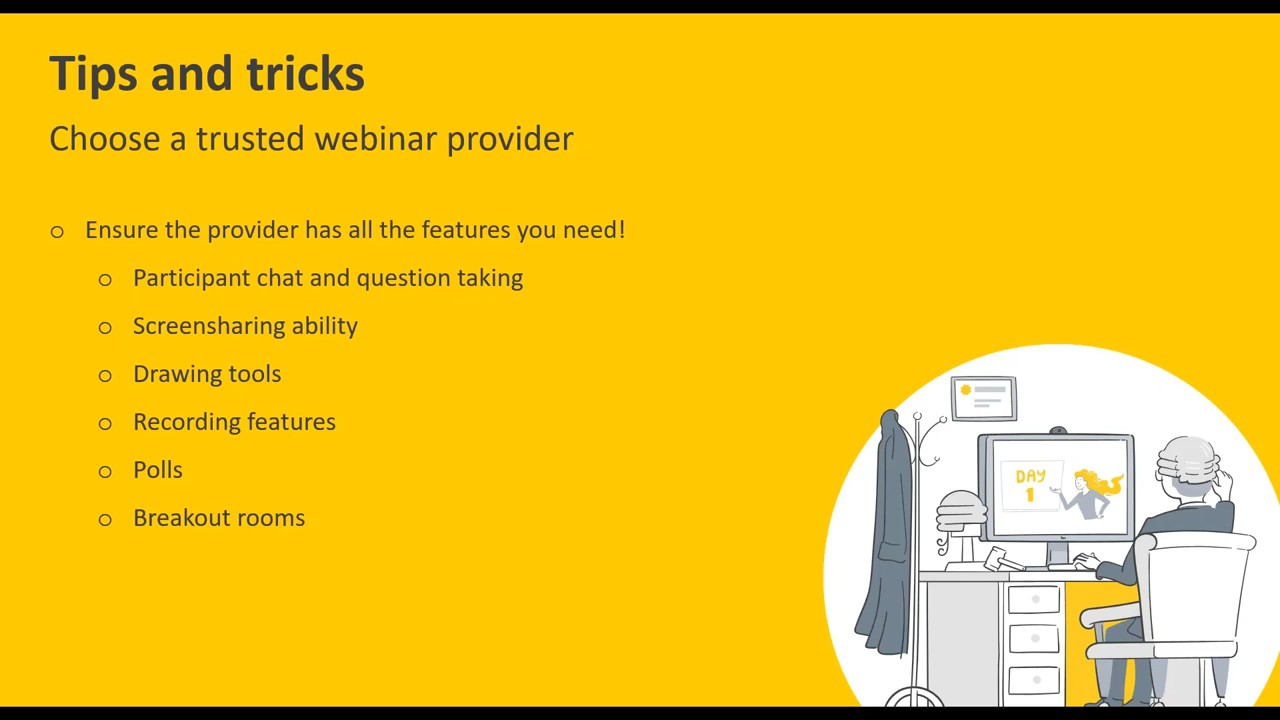 Tips and tricks
Choose a trusted webinar provider
o Ensure the provider has all the features you need!
o Participant chat and question taking
o Screensharing ability
o Drawing tools
o Recording features
o Polls
o Breakout rooms
DAY
1